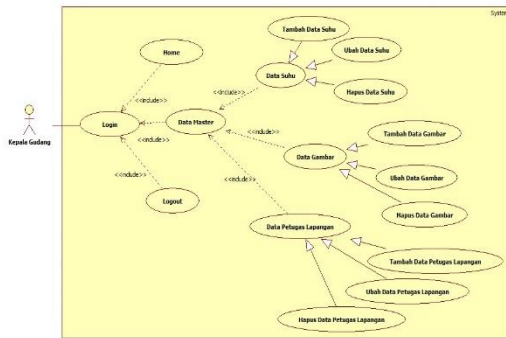 System
Tambah Data Suhu
Ubah Data Suhu
Home
Data Suhu
Hapus Data Suhu
<<include>>
<<include>>
Kepala Gudang
Login
Data Master
<<include>>
<<include>>
Tambah Data Gambar
Data Gambar
<<include>>
<<include>>
Ubah Data Gambar
Logout
Hapus Data Gambar
Data Petugas Lapangan
Tambah Data Petugas Lapangan
Ubah Data Petugas Lapangan
Hapus Data Petugas Lapangan